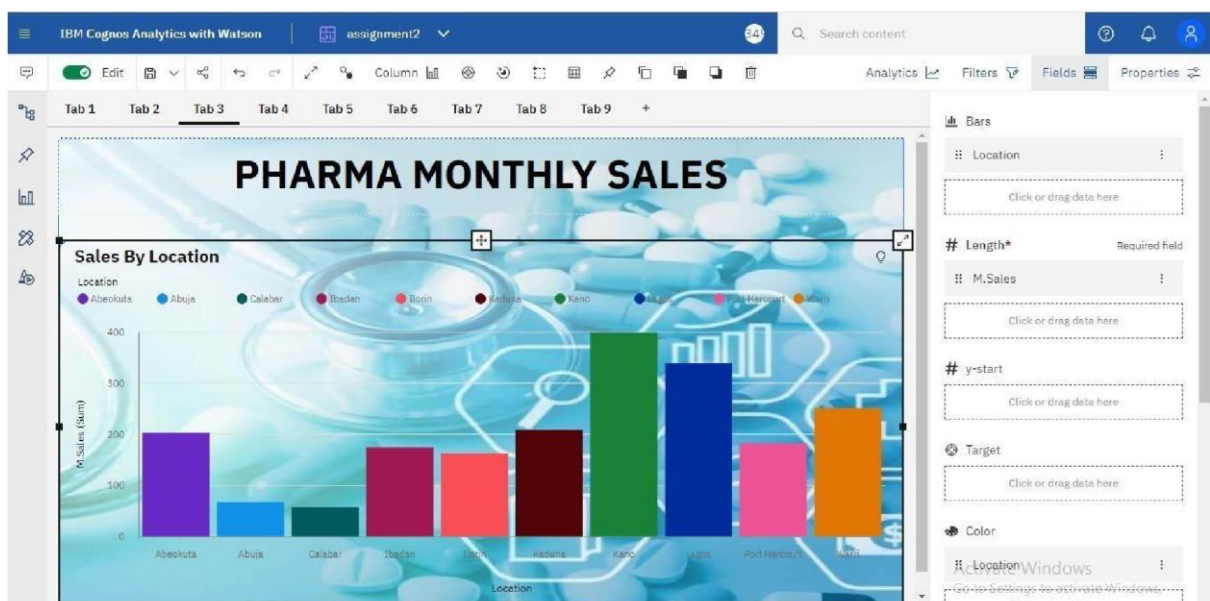 IBM Cognos Analytics with Watson
assignment2
Search content
Edit
Column
Analytics
Filters
Fields
Properties
Tab 1 Tab 2 Tab 3 Tab 4 Tab 5 Tab 6 Tab 7 Tab 8 Tab 9 +
PHARMA MONTHLY SALES
Sales By Location
Location
Abeokuta Abuja Calabar Ibadan Ilorin Kaduna Kano Lagos Port Harcourt Warri
400
300
200
100
0
M.Sales (Sum)
Abeokuta Abuja Calabar Ibadan Ilorin Kaduna Kano Lagos Port Harcourt Warri
Location
Bars
Location
Click or drag data here
# Length* Required field
M.Sales
Click or drag data here
# y-start
Click or drag data here
Target
Click or drag data here
Color
Location
Activate Windows
Go to Settings to activate Windows.